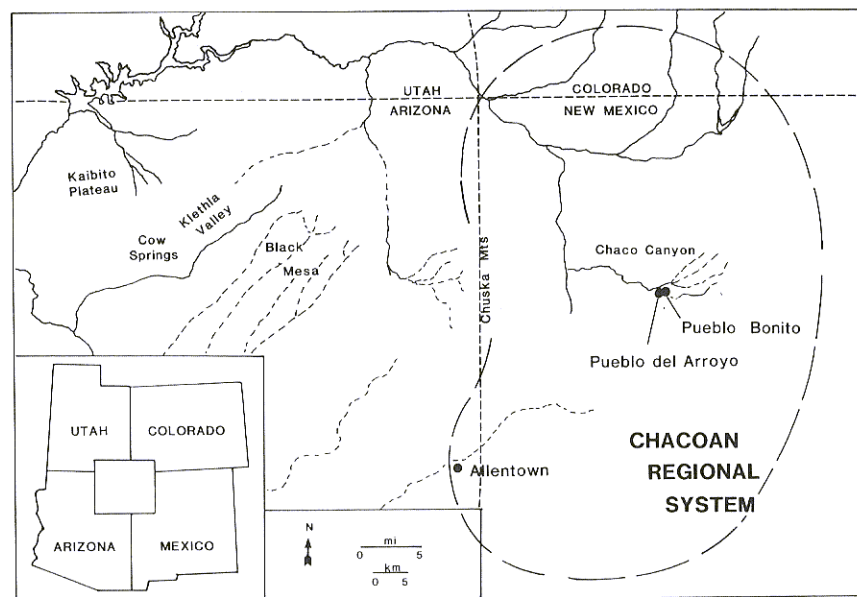 UTAH
ARIZONA
COLORADO
NEW MEXICO
Kaibito
Plateau
Klethla
Valley
Cow
Springs
Black
Mesa
Chuska Mts
Chaco Canyon
Pueblo Bonito
Pueblo del Arroyo
Allentown
CHACOAN
REGIONAL
SYSTEM
UTAH
COLORADO
ARIZONA
MEXICO
N
mi
0 5
km
0 5